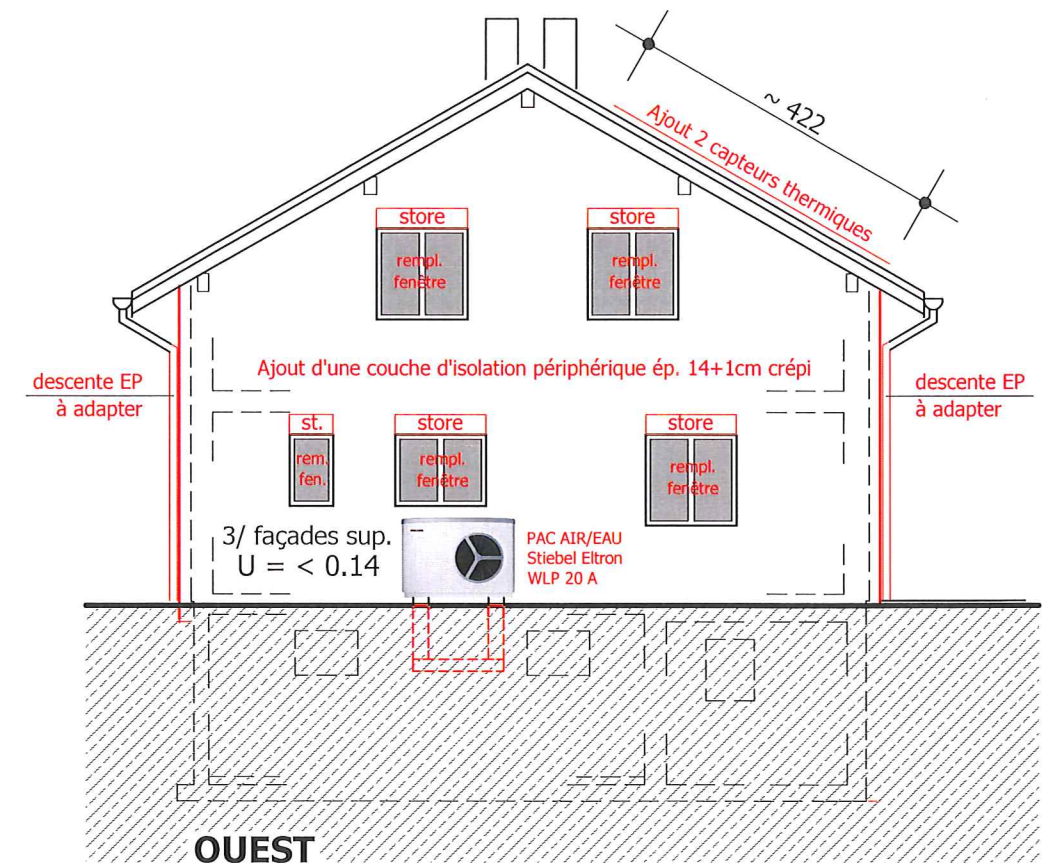 ~ 422
Ajout 2 capteurs thermiques
store
store
rempl.
fenêtre
rempl.
fenêtre
Ajout d'une couche d'isolation périphérique ép. 14+1cm crépi
descente EP
à adapter
descente EP
à adapter
st.
store
store
rem.
fen.
rempl.
fenêtre
rempl.
fenêtre
3/ façades sup.
U = < 0.14
PAC AIR/EAU
Stiebel Eltron
WLP 20 A
OUEST